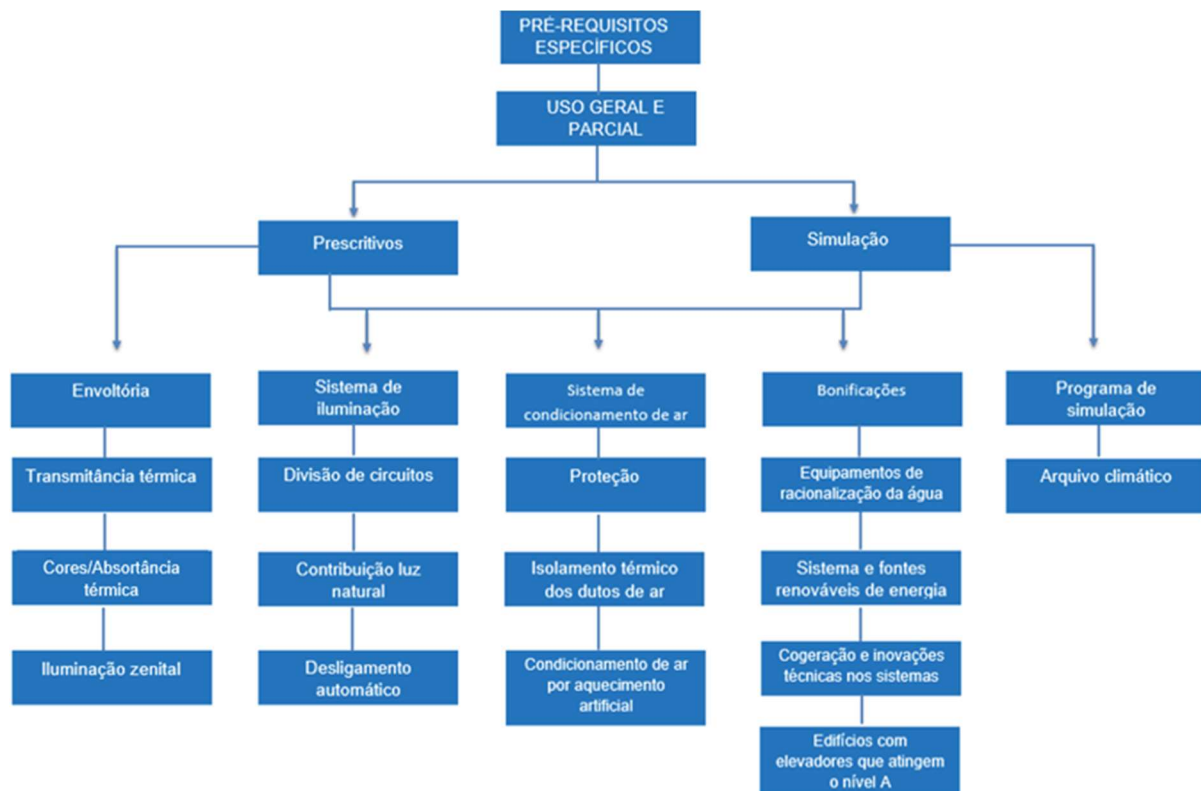 PRÉ-REQUISITOS
ESPECÍFICOS
USO GERAL E
PARCIAL
Prescritivos
Simulação
Envoltória
Transmitância térmica
Cores/Absortância
térmica
Iluminação zenital
Sistema de
iluminação
Divisão de circuitos
Contribuição luz
natural
Desligamento
automático
Sistema de
condicionamento de ar
Proteção
Isolamento térmico
dos dutos de ar
Condicionamento de ar
por aquecimento
artificial
Bonificações
Equipamentos de
racionalização da água
Sistema e fontes
renováveis de energia
Cogeração e inovações
técnicas nos sistemas
Edifícios com
elevadores que atingem
o nível A
Programa de
simulação
Arquivo climático